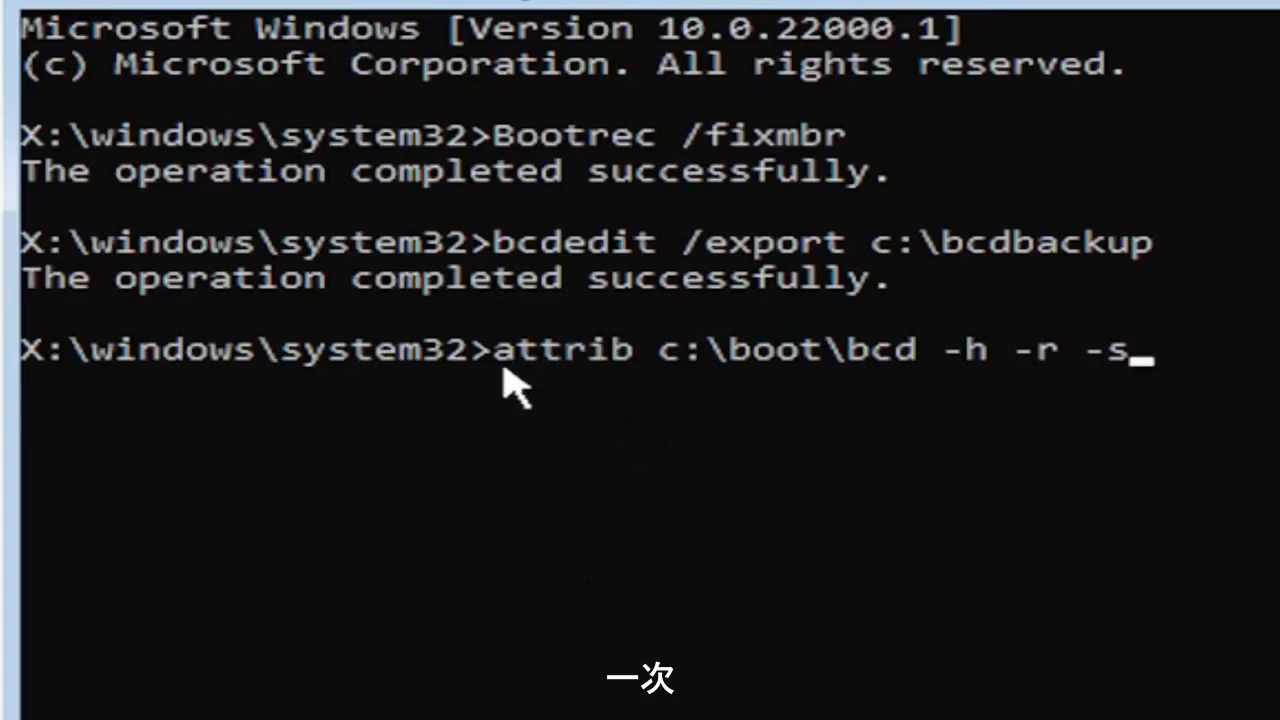 Microsoft Windows [Version 10.0.22000.1]
(c) Microsoft Corporation. All rights reserved.
X:\windows\system32>Bootrec /fixmbr
The operation completed successfully.
X:\windows\system32>bcdedit /export c:\bcdbackup
The operation completed successfully.
X:\windows\system32>attrib c:\boot\bcd -h -r -s
一次